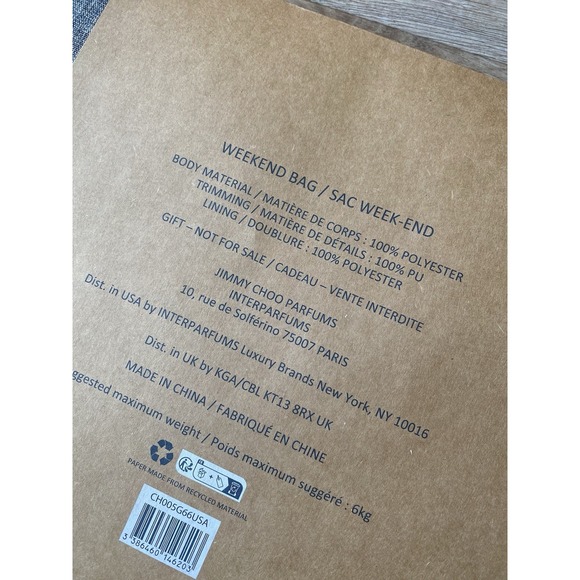 WEEKEND BAG / SAC WEEK-END
BODY MATERIAL / MATIÈRE DE CORPS : 100% POLYESTER
TRIMMING / MATIÈRE DE DÉTAILS : 100% PU
LINING / DOUBLURE : 100% POLYESTER
GIFT – NOT FOR SALE / CADEAU – VENTE INTERDITE
JIMMY CHOO PARFUMS
INTERPARFUMS
10, rue de Solférino 75007 PARIS
Dist. in USA by INTERPARFUMS Luxury Brands New York, NY 10016
Dist. in UK by KGA/CBL KT13 8RX UK
MADE IN CHINA / FABRIQUÉ EN CHINE
ggested maximum weight / Poids maximum suggéré : 6kg
PAPER MADE FROM RECYCLED MATERIAL
CH005G66USA
3 386460 146203